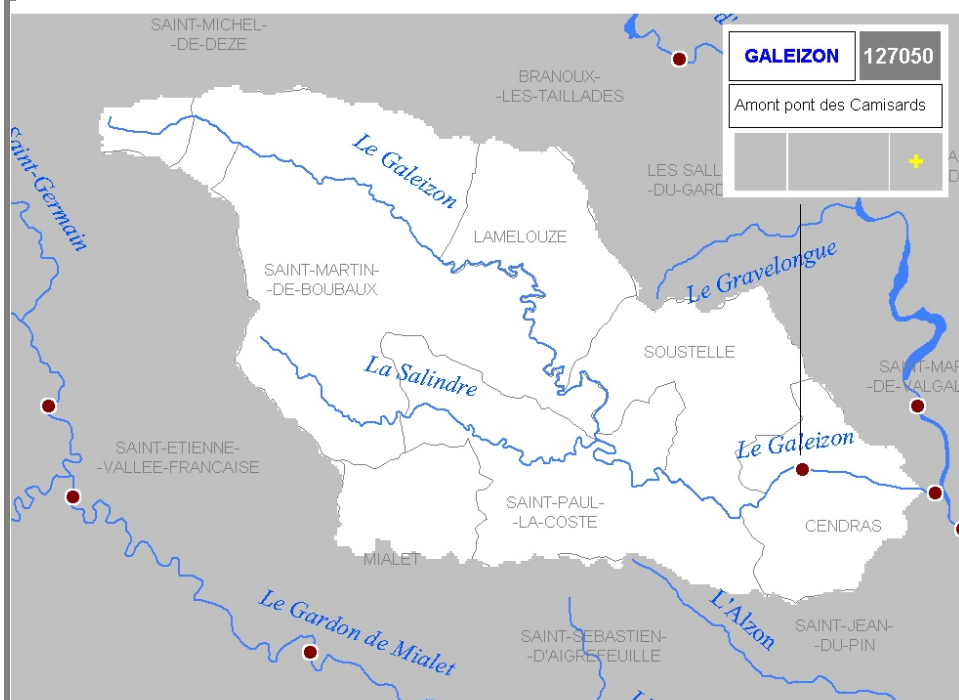 SAINT-MICHEL-
-DE-DEZE
d'
GALEIZON
127050
Amont pont des Camisards
BRANOUX-
-LES-TAILLADES
Saint-Germain
Le Galeizon
LES SALL
-DU-GARD
A
D
LAMELOUZE
SAINT-MARTIN-
-DE-BOUBAUX
Le Gravelongue
SOUSTELLE
La Salindre
SAINT-MAR
-DE-VALGAL
SAINT-ETIENNE-
-VALLEE-FRANCAISE
Le Galeizon
SAINT-PAUL-
-LA-COSTE
CENDRAS
MIALET
Le Gardon de Mialet
L'Alzon
SAINT-SEBASTIEN-
-D'AIGREFEUILLE
SAINT-JEAN-
-DU-PIN